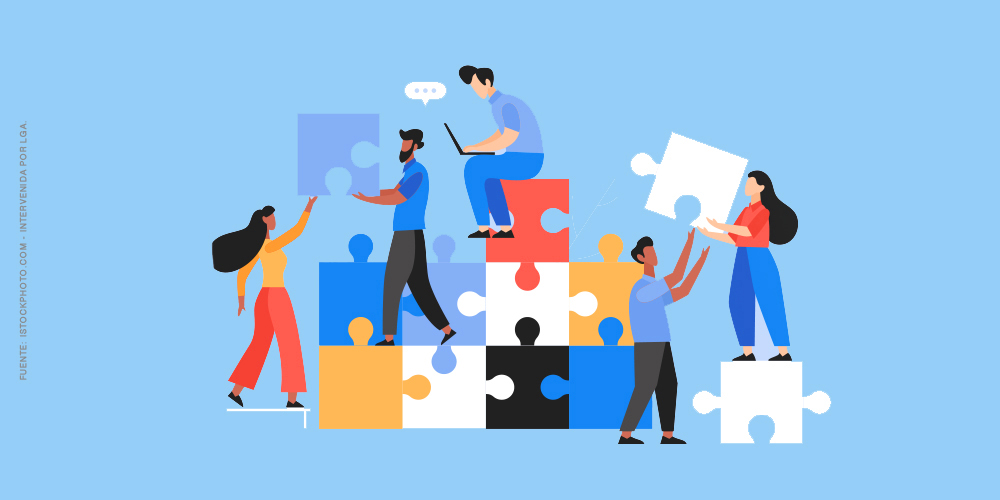 FUENTE: ISTOCKPHOTO.COM - INTERVENIDA POR LGA.